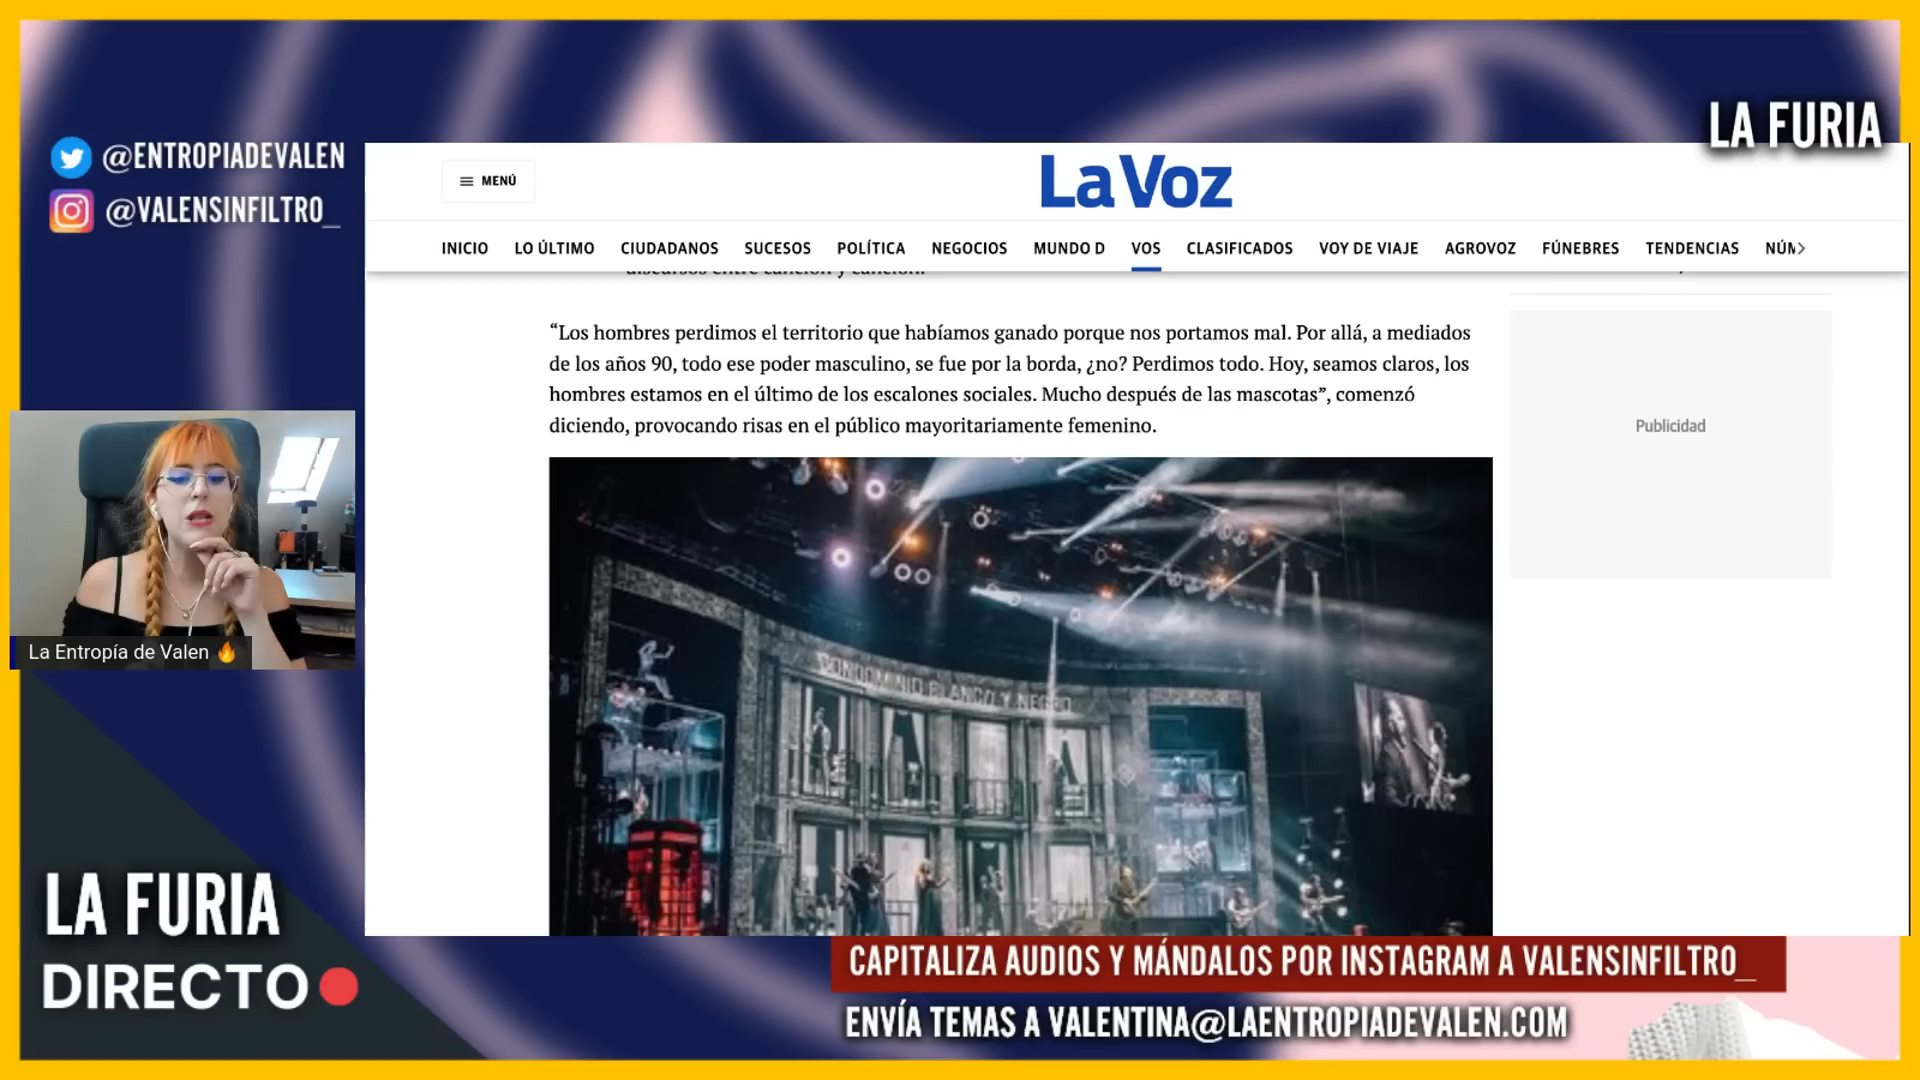 LA FURIA
@ENTROPIADEVALEN
@VALENSINFILTRO_
MENÚ
La Voz
INICIO LO ÚLTIMO CIUDADANOS SUCESOS POLÍTICA NEGOCIOS MUNDO D VOS CLASIFICADOS VOY DE VIAJE AGROVOZ FÚNEBRES TENDENCIAS NÚM
discursos entre canción y canción.
“Los hombres perdimos el territorio que habíamos ganado porque nos portamos mal. Por allá, a mediados
de los años 90, todo ese poder masculino, se fue por la borda, ¿no? Perdimos todo. Hoy, seamos claros, los
hombres estamos en el último de los escalones sociales. Mucho después de las mascotas”, comenzó
diciendo, provocando risas en el público mayoritariamente femenino.
Publicidad
CONDOMINIO BLANCO Y NEGRO
La Entropía de Valen 🔥
LA FURIA
DIRECTO
CAPITALIZA AUDIOS Y MÁNDALOS POR INSTAGRAM A VALENSINFILTRO_
ENVÍA TEMAS A VALENTINA@LAENTROPIADEVALEN.COM